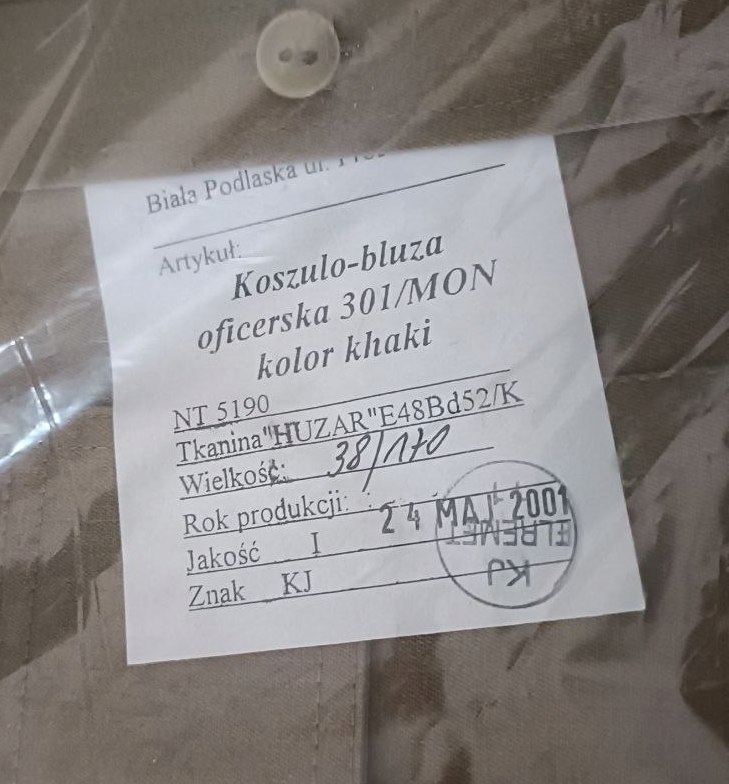 Biała Podlaska ul.
Artykuł:
Koszulo-bluza
oficerska 301/MON
kolor khaki
NT 5190
Tkanina"HUZAR"E48Bd52/K
Wielkość: 38/170
Rok produkcji: 24 MAJ 2001
Jakość I
Znak KJ
ELREMET
KJ